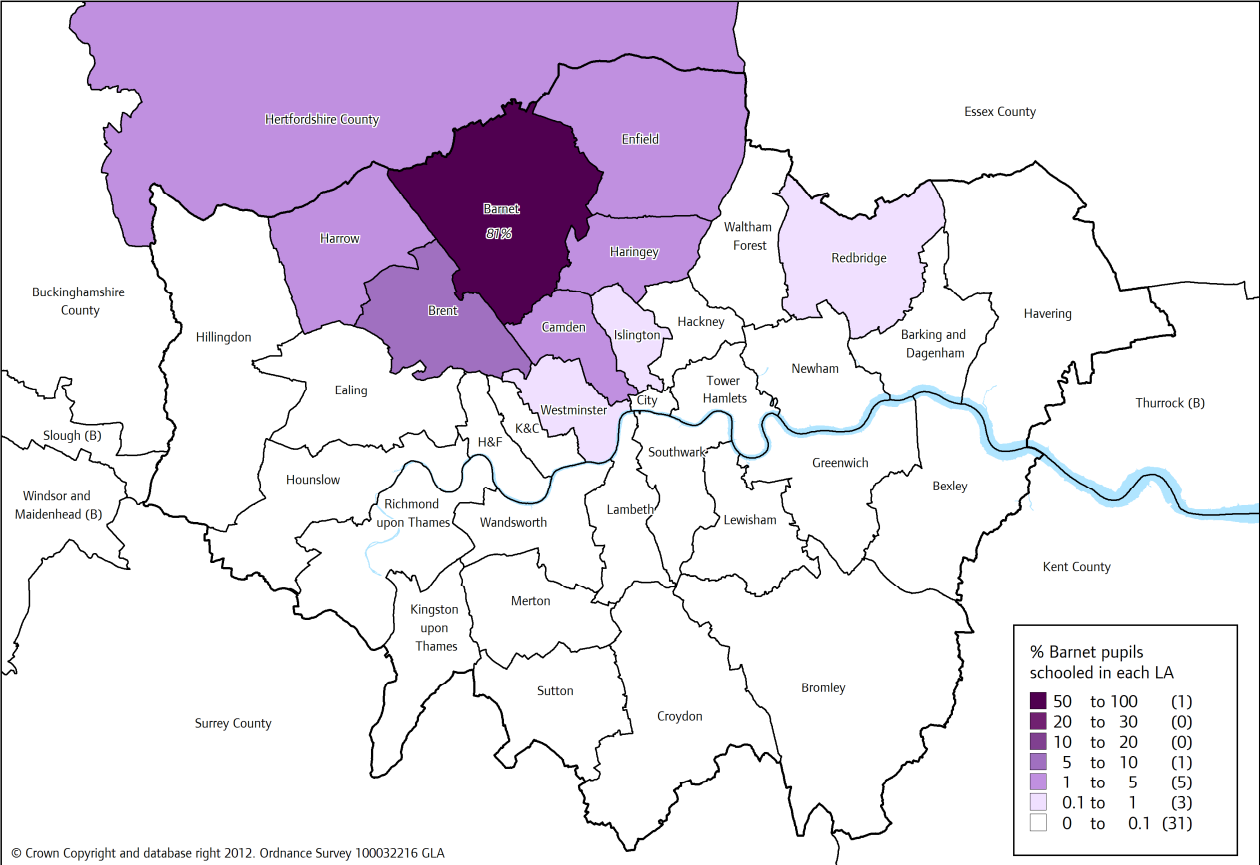 Hertfordshire County
Essex County
Enfield
Barnet
81%
Harrow
Haringey
Waltham
Forest
Redbridge
Buckinghamshire
County
Hillingdon
Brent
Camden
Islington
Hackney
Barking and
Dagenham
Havering
Ealing
Tower
Hamlets
Newham
Westminster
City
Thurrock (B)
Slough (B)
H&F
K&C
Southwark
Greenwich
Bexley
Hounslow
Windsor and
Maidenhead (B)
Richmond
upon Thames
Wandsworth
Lambeth
Lewisham
Kent County
Kingston
upon
Thames
Merton
Sutton
Croydon
Bromley
Surrey County
% Barnet pupils
schooled in each LA
50 to 100 (1)
20 to 30 (0)
10 to 20 (0)
5 to 10 (1)
1 to 5 (5)
0.1 to 1 (3)
0 to 0.1 (31)
© Crown Copyright and database right 2012. Ordnance Survey 100032216 GLA